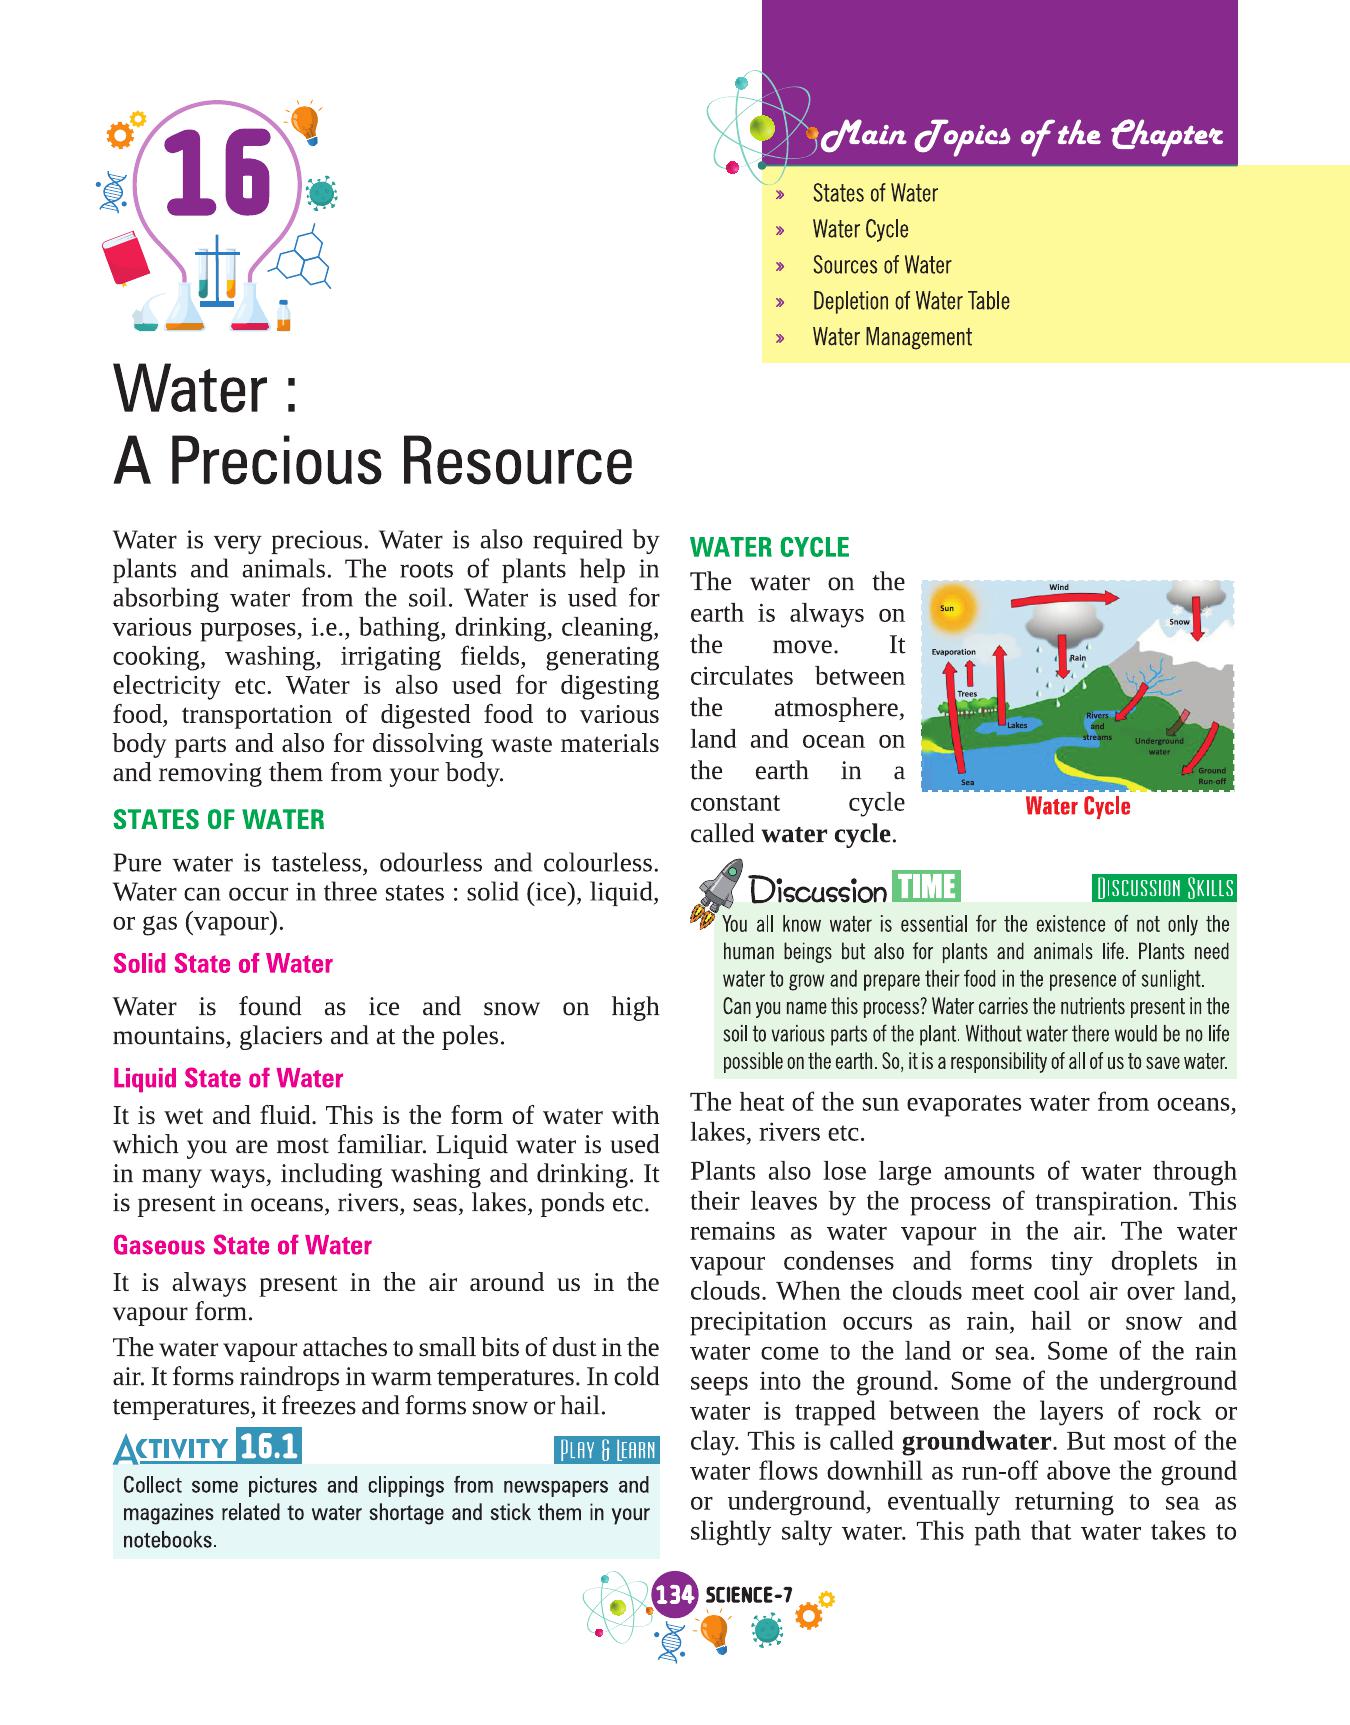 16
Main Topics of the Chapter
» States of Water
» Water Cycle
» Sources of Water
» Depletion of Water Table
» Water Management
Water :
A Precious Resource
Water is very precious. Water is also required by
plants and animals. The roots of plants help in
absorbing water from the soil. Water is used for
various purposes, i.e., bathing, drinking, cleaning,
cooking, washing, irrigating fields, generating
electricity etc. Water is also used for digesting
food, transportation of digested food to various
body parts and also for dissolving waste materials
and removing them from your body.
STATES OF WATER
Pure water is tasteless, odourless and colourless.
Water can occur in three states : solid (ice), liquid,
or gas (vapour).
Solid State of Water
Water is found as ice and snow on high
mountains, glaciers and at the poles.
Liquid State of Water
It is wet and fluid. This is the form of water with
which you are most familiar. Liquid water is used
in many ways, including washing and drinking. It
is present in oceans, rivers, seas, lakes, ponds etc.
Gaseous State of Water
It is always present in the air around us in the
vapour form.
The water vapour attaches to small bits of dust in the
air. It forms raindrops in warm temperatures. In cold
temperatures, it freezes and forms snow or hail.
ACTIVITY 16.1
PLAY & LEARN
Collect some pictures and clippings from newspapers and
magazines related to water shortage and stick them in your
notebooks.
WATER CYCLE
The water on the
earth is always on
the move. It
circulates between
the atmosphere,
land and ocean on
the earth in a
constant cycle
called water cycle.
Sun
Wind
Snow
Evaporation
Rain
Trees
Lakes
Rivers
and
streams
Underground
water
Ground
Run-off
Sea
Water Cycle
Discussion TIME
DISCUSSION SKILLS
You all know water is essential for the existence of not only the
human beings but also for plants and animals life. Plants need
water to grow and prepare their food in the presence of sunlight.
Can you name this process? Water carries the nutrients present in the
soil to various parts of the plant. Without water there would be no life
possible on the earth. So, it is a responsibility of all of us to save water.
The heat of the sun evaporates water from oceans,
lakes, rivers etc.
Plants also lose large amounts of water through
their leaves by the process of transpiration. This
remains as water vapour in the air. The water
vapour condenses and forms tiny droplets in
clouds. When the clouds meet cool air over land,
precipitation occurs as rain, hail or snow and
water come to the land or sea. Some of the rain
seeps into the ground. Some of the underground
water is trapped between the layers of rock or
clay. This is called groundwater. But most of the
water flows downhill as run-off above the ground
or underground, eventually returning to sea as
slightly salty water. This path that water takes to
134 SCIENCE-7